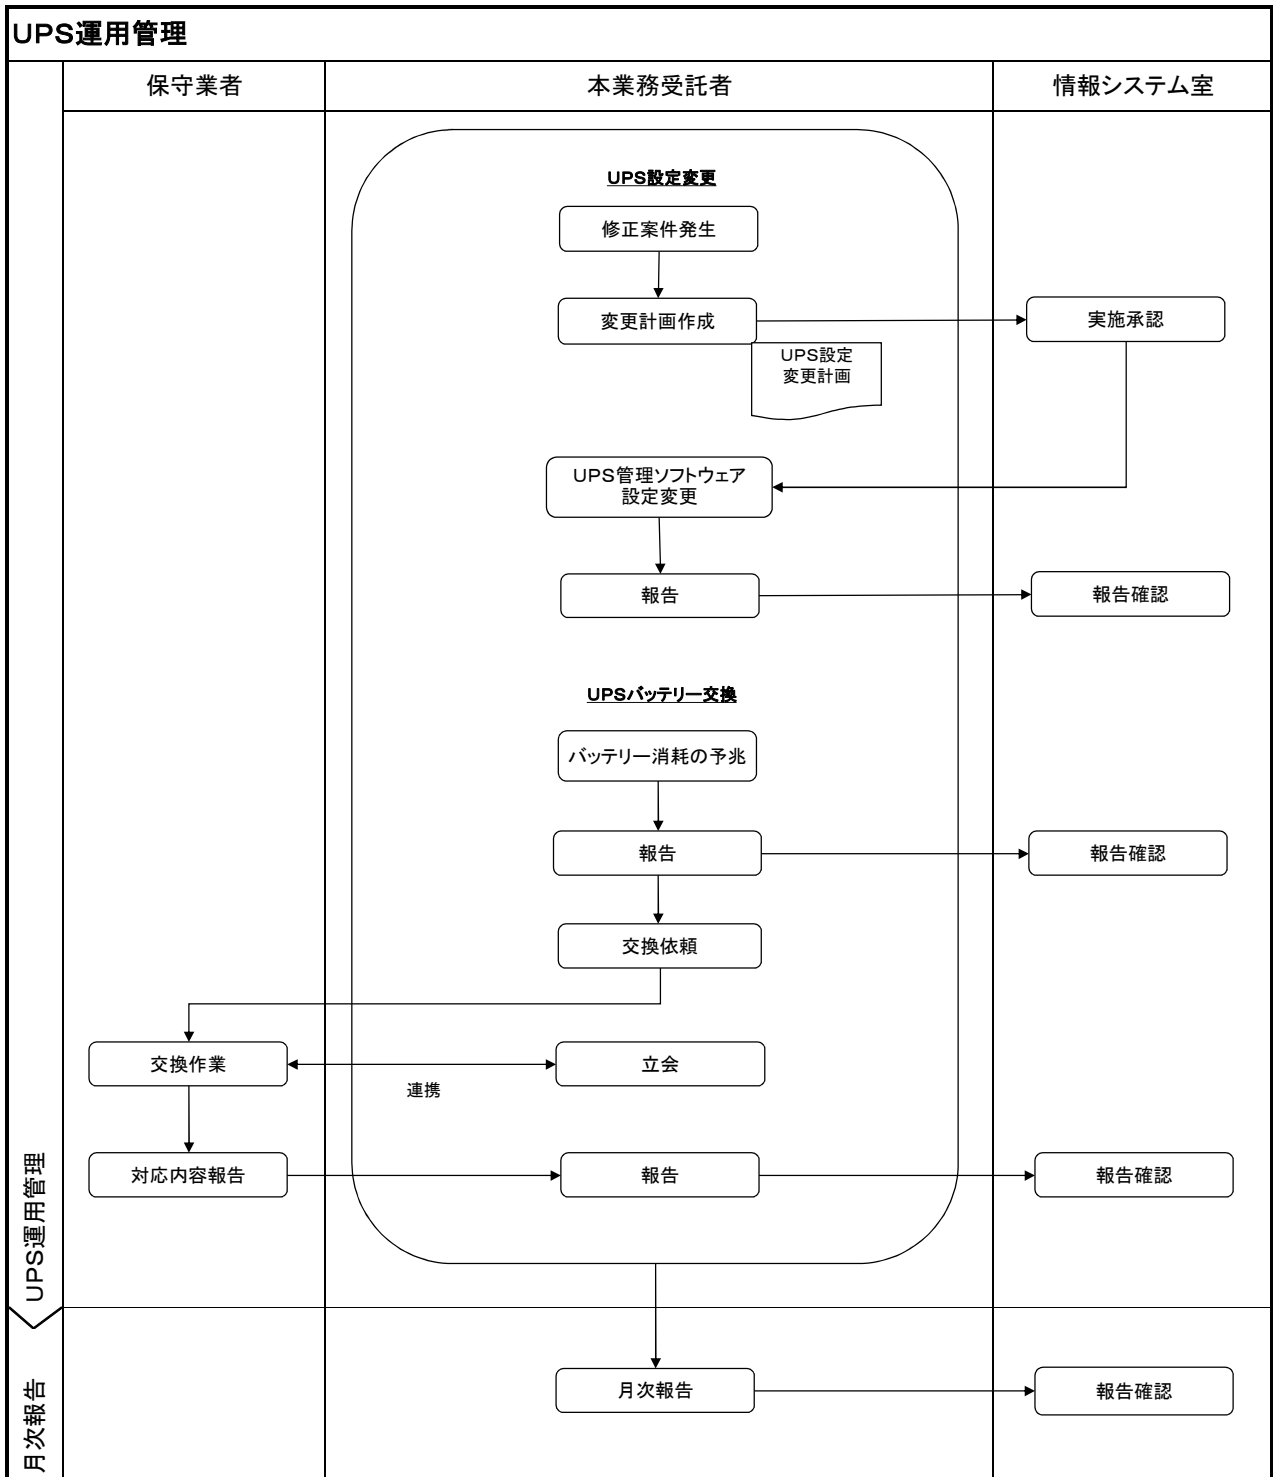 UPS運用管理
保守業者
本業務受託者
情報システム室
UPS設定変更
修正案件発生
変更計画作成
実施承認
UPS設定
変更計画
UPS管理ソフトウェア
設定変更
報告
報告確認
UPSバッテリー交換
バッテリー消耗の予兆
報告
報告確認
交換依頼
交換作業
立会
連携
対応内容報告
報告
報告確認
UPS運用管理
月次報告
報告確認
月次報告